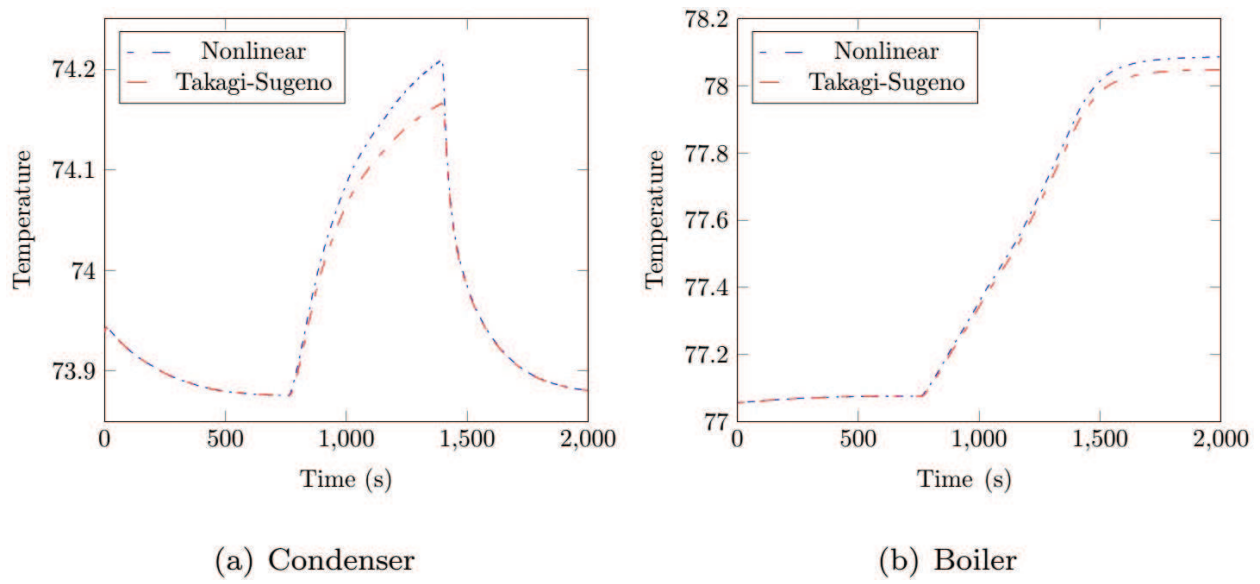 Nonlinear
Takagi-Sugeno
74.2
74.1
74
73.9
Temperature
0
500
1,000
1,500
2,000
Time (s)
(a) Condenser
Nonlinear
Takagi-Sugeno
78.2
78
77.8
77.6
77.4
77.2
77
Temperature
0
500
1,000
1,500
2,000
Time (s)
(b) Boiler